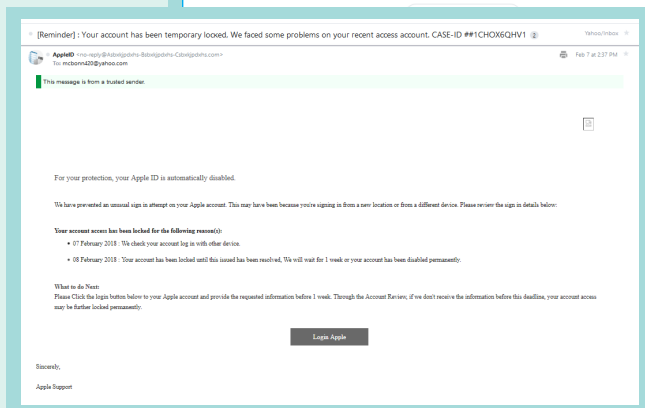 [Reminder] : Your account has been temporary locked, We faced some problems on your recent access account. CASE-ID ##1CHOX6QHV1 2
Yahoo/Inbox
AppleID
Feb 7 at 2:37 PM
To: mcbonn420@yahoo.com
This message is from a trusted sender.
For your protection, your Apple ID is automatically disabled.
We have prevented an unusual sign in attempt on your Apple account. This may have been because you're signing in from a new location or from a different device. Please review the sign in details below:
Your account access has been locked for the following reason(s):
• 07 February 2018 : We check your account log in with other device.
• 08 February 2018 : Your account has been locked until this issued has been resolved, We will wait for 1 week or your account has been disabled permanently.
What to do Next:
Please Click the login button below to your Apple account and provide the requested information before 1 week. Through the Account Review, if we don't receive the information before this deadline, your account access
may be further locked permanently.
Login Apple
Sincerely,
Apple Support